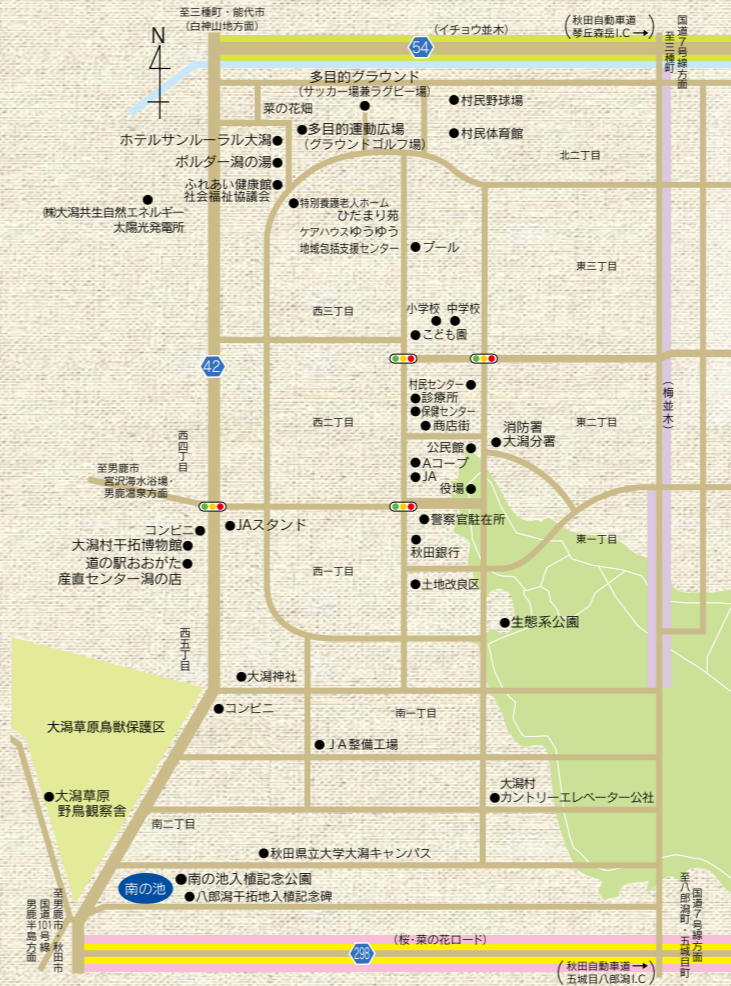 至三種町・能代市
(白神山地方面)
N
54
(イチョウ並木)
秋田自動車道
琴丘森岳I.C→
国道7号線方面
至三種町
多目的グラウンド
(サッカー場兼ラグビー場)
菜の花畑
村民野球場
多目的運動広場
(グラウンドゴルフ場)
村民体育館
ホテルサンルーラル大潟
ポルダー潟の湯
北二丁目
ふれあい健康館
社会福祉協議会
㈱大潟共生自然エネルギー
太陽光発電所
特別養護老人ホーム
ひだまり苑
ケアハウスゆうゆう
地域包括支援センター
プール
東三丁目
西三丁目
小学校 中学校
こども園
42
村民センター
診療所
保健センター
商店街
(梅並木)
西二丁目
消防署
大潟分署
東二丁目
西四丁目
公民館
Aコープ
JA
役場
至男鹿市
宮沢海水浴場・
男鹿温泉方面
コンビニ
JAスタンド
警察官駐在所
大潟村干拓博物館
秋田銀行
東一丁目
道の駅おおがた
産直センター潟の店
西一丁目
土地改良区
生態系公園
西五丁目
大潟神社
コンビニ
南一丁目
大潟草原鳥獣保護区
JA整備工場
大潟草原
野鳥観察舎
大潟村
カントリーエレベーター公社
南二丁目
秋田県立大学大潟キャンパス
南の池
南の池入植記念公園
八郎潟干拓地入植記念碑
至男鹿市・秋田市
国道101号線
男鹿半島方面
国道7号線方面
至八郎潟町・五城目町
(桜・菜の花ロード)
298
秋田自動車道→
五城目八郎潟I.C